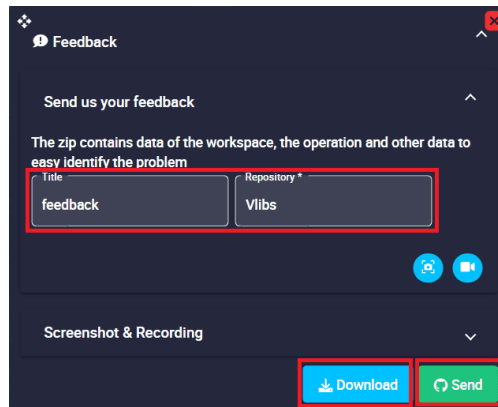 Feedback
Send us your feedback
The zip contains data of the workspace, the operation and other data to
easy identify the problem
Title
feedback
Repository *
Vlibs
Screenshot & Recording
Download
Send